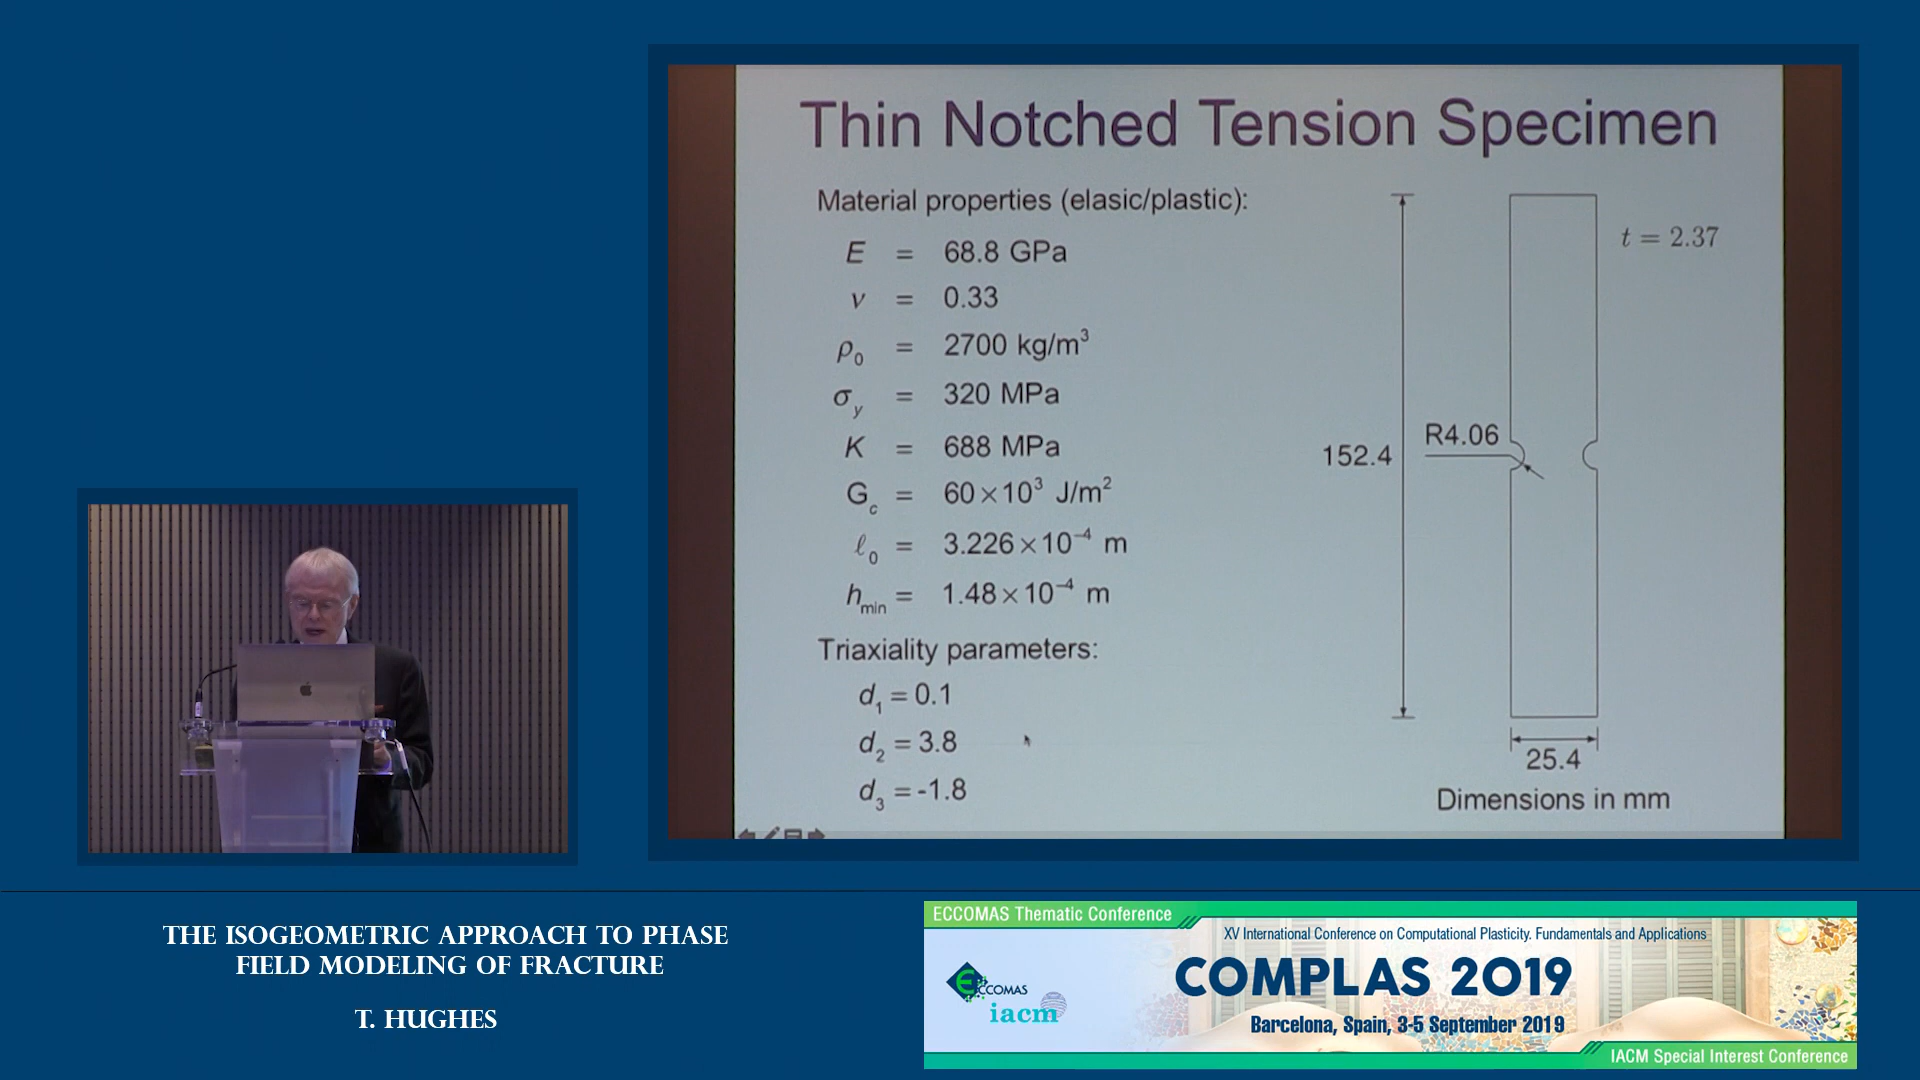 Thin Notched Tension Specimen
Material properties (elasic/plastic):
E = 68.8 GPa
ν = 0.33
ρ₀ = 2700 kg/m³
σ_y = 320 MPa
K = 688 MPa
G_c = 60×10³ J/m²
ℓ₀ = 3.226×10⁻⁴ m
h_min = 1.48×10⁻⁴ m
Triaxiality parameters:
d₁ = 0.1
d₂ = 3.8
d₃ = -1.8
t = 2.37
R4.06
152.4
25.4
Dimensions in mm
THE ISOGEOMETRIC APPROACH TO PHASE
FIELD MODELING OF FRACTURE
T. HUGHES
ECCOMAS Thematic Conference
XV International Conference on Computational Plasticity. Fundamentals and Applications
ECCOMAS
iacm
COMPLAS 2019
Barcelona, Spain, 3-5 September 2019
IACM Special Interest Conference